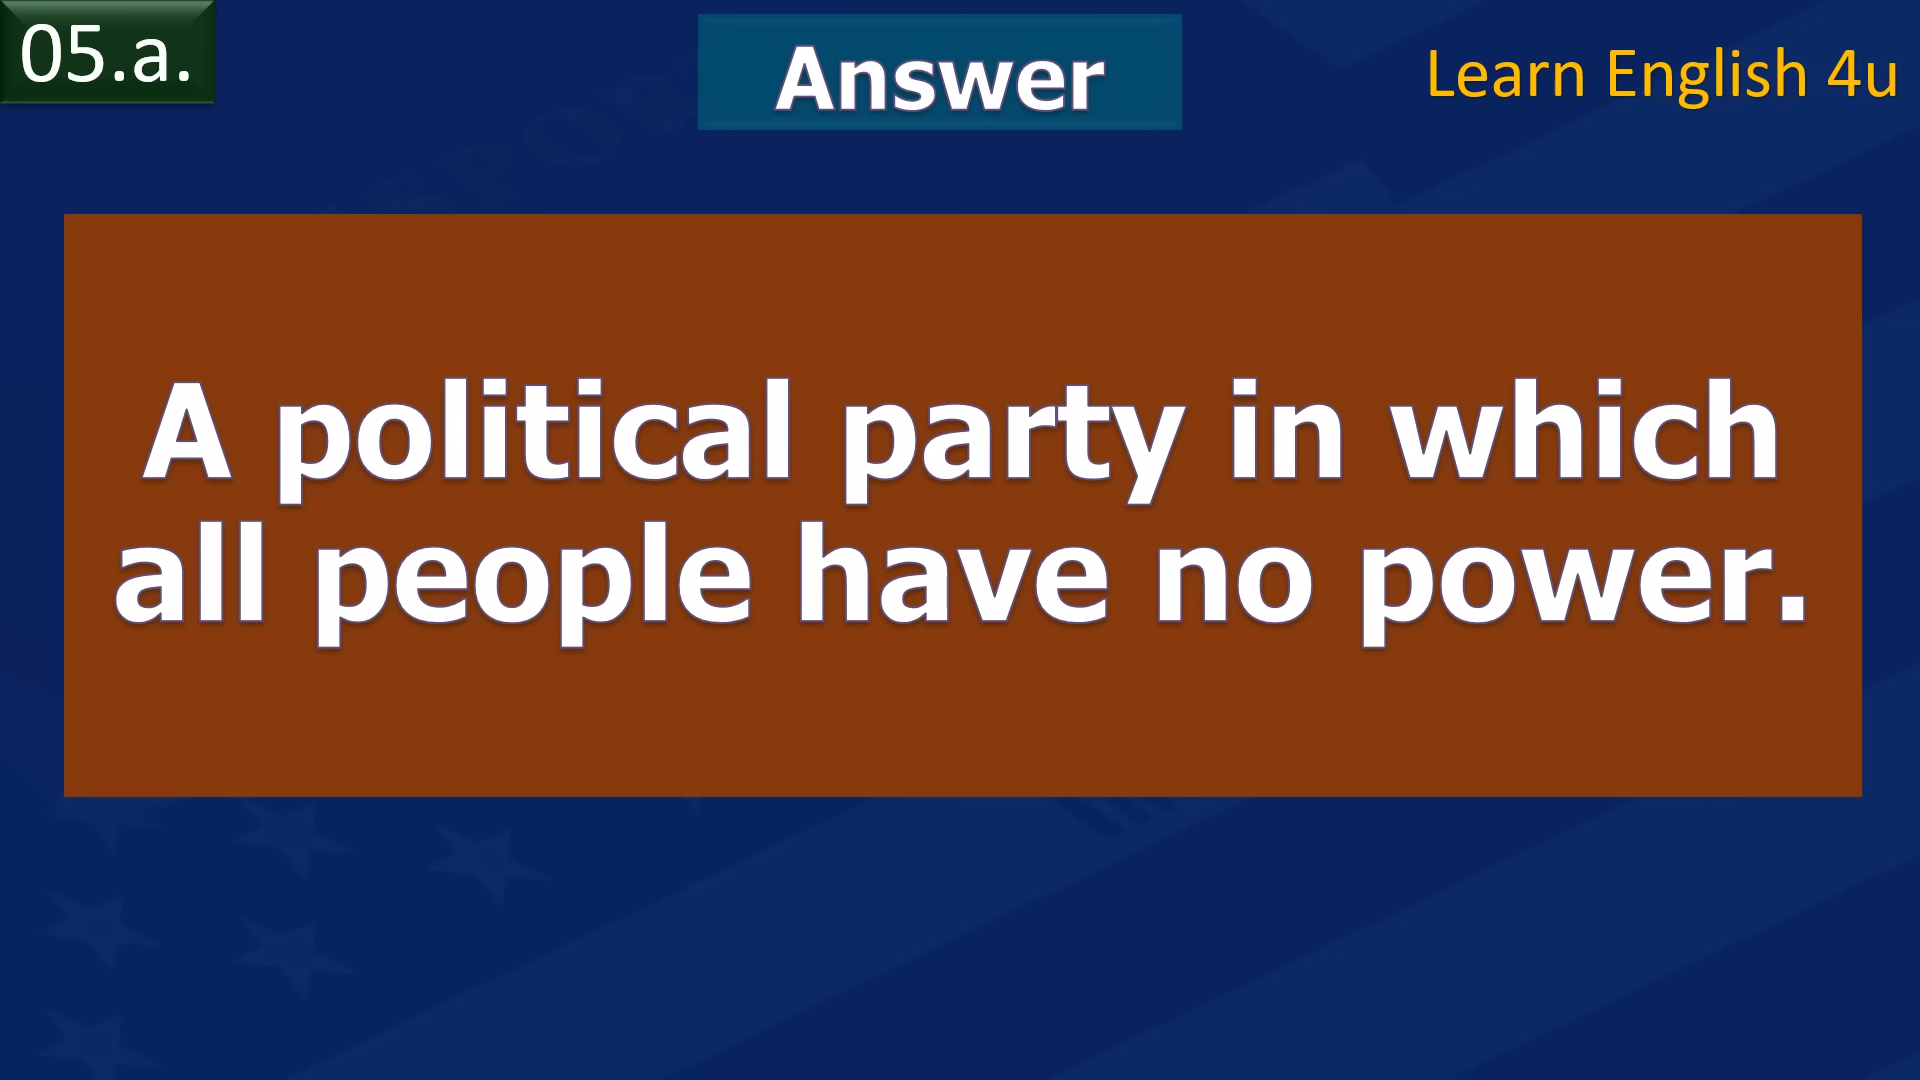 05.a.
Answer
Learn English 4u
A political party in which
all people have no power.